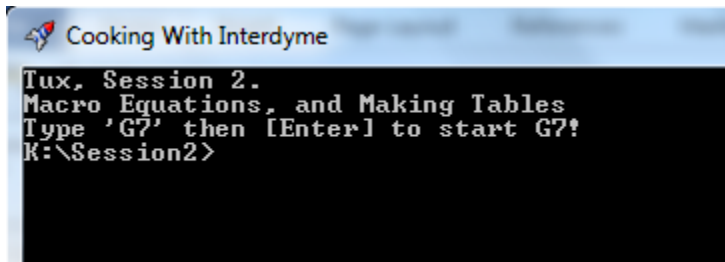 Cooking With Interdyme
Tux, Session 2.
Macro Equations, and Making Tables
Type 'G7' then [Enter] to start G7!
K:\Session2>